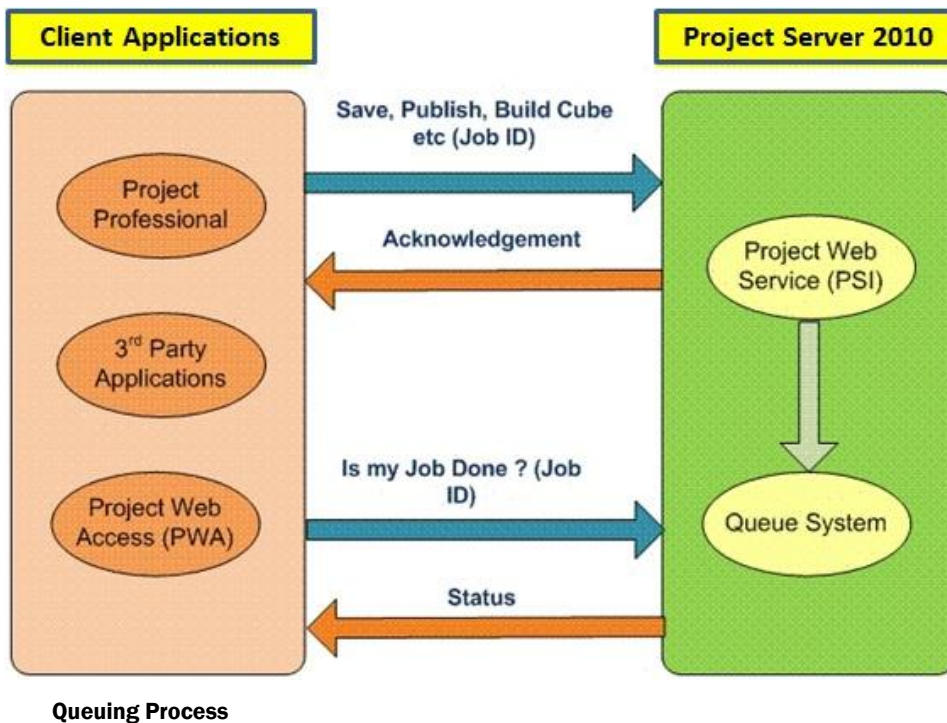 Client Applications
Project Server 2010
Save, Publish, Build Cube
etc (Job ID)
Project
Professional
Acknowledgement
Project Web
Service (PSI)
3rd Party
Applications
Is my Job Done ? (Job
ID)
Project Web
Access (PWA)
Queue System
Status
Queuing Process